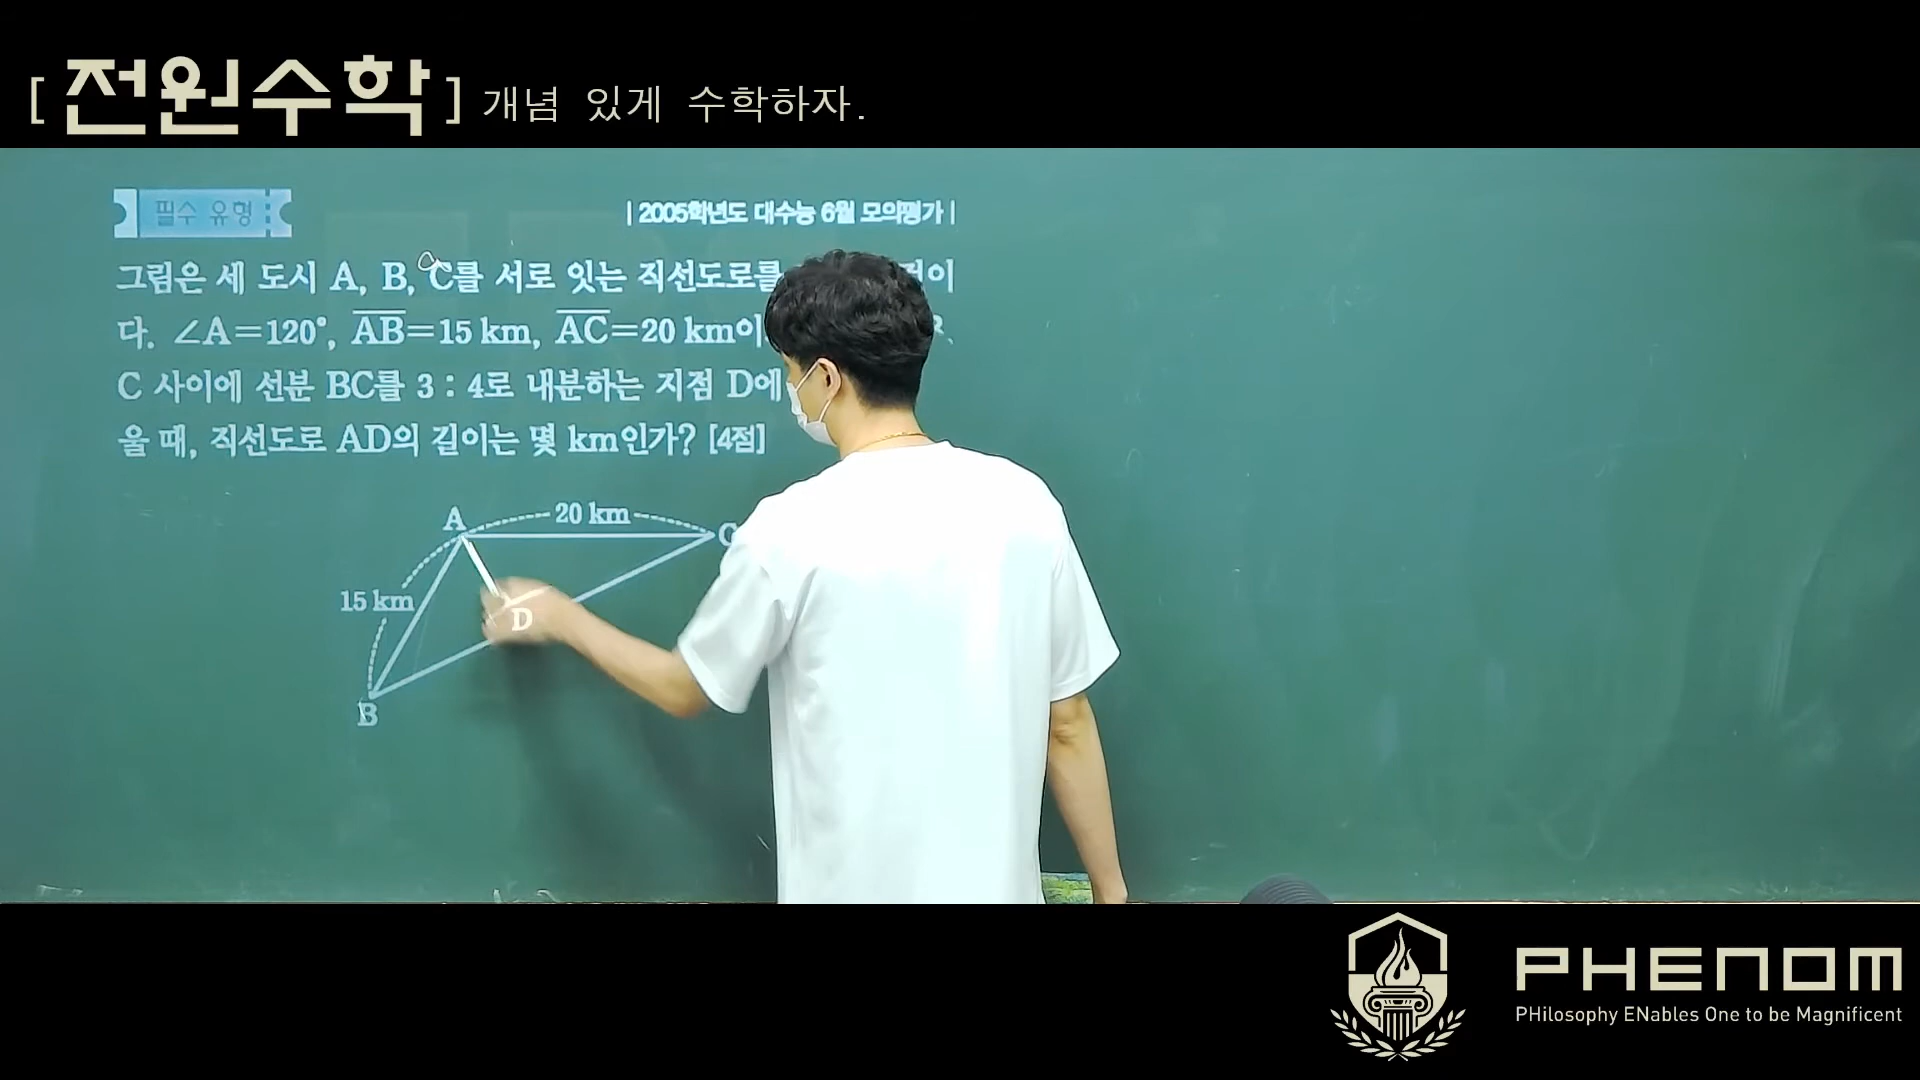 [전원수학] 개념 있게 수학하자.
필수 유형
| 2005학년도 대수능 6월 모의평가 |
그림은 세 도시 A, B, C를 서로 잇는 직선도로를
다. ∠A=120°, AB=15 km, AC=20 km이
C 사이에 선분 BC를 3 : 4로 내분하는 지점 D에
울 때, 직선도로 AD의 길이는 몇 km인가? [4점]
A
20 km
C
15 km
D
B
PHENOM
PHilosophy ENables One to be Magnificent